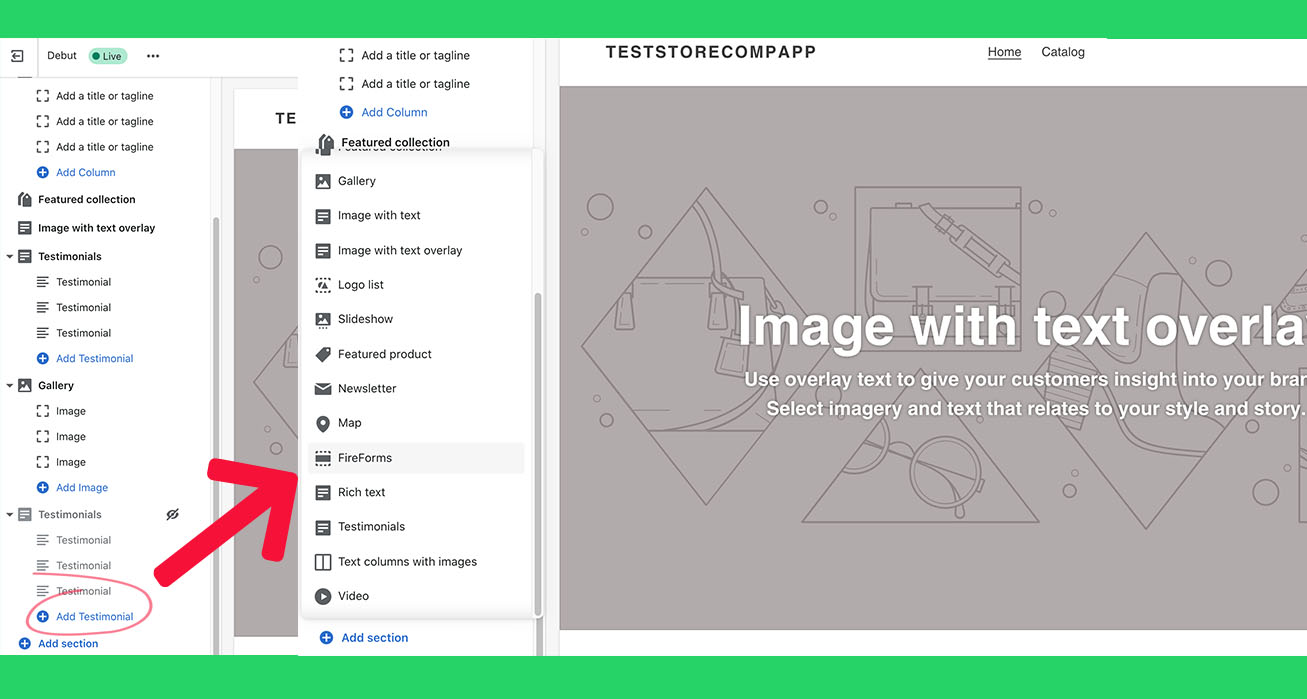 Debut
Live
Add a title or tagline
Add a title or tagline
Add a title or tagline
Add Column
Featured collection
Image with text overlay
Testimonials
Testimonial
Testimonial
Testimonial
Add Testimonial
Gallery
Image
Image
Image
Add Image
Testimonials
Testimonial
Testimonial
Testimonial
Add Testimonial
Add section
TE
Add a title or tagline
Add a title or tagline
Add Column
Featured collection
Featured collection
Gallery
Image with text
Image with text overlay
Logo list
Slideshow
Featured product
Newsletter
Map
FireForms
Rich text
Testimonials
Text columns with images
Video
Add section
TESTSTORECOMPAPP
Home
Catalog
Image with text overla
Use overlay text to give your customers insight into your bran
Select imagery and text that relates to your style and story.